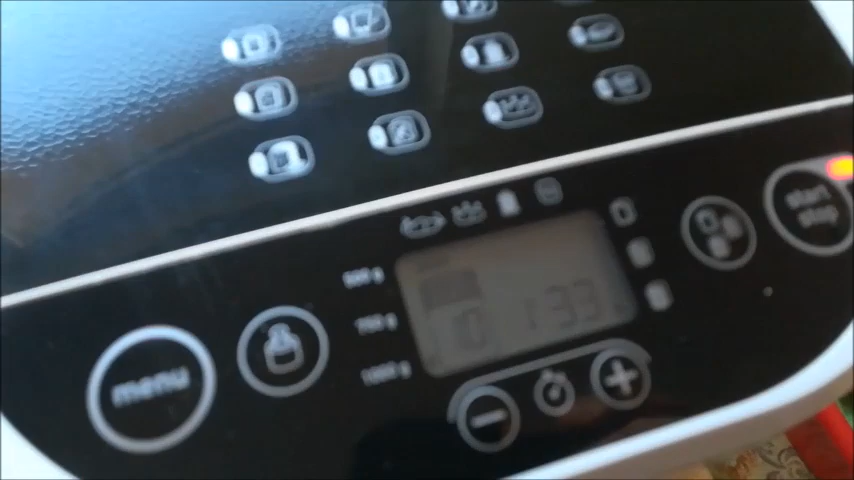 500 g
750 g
1000 g
10 1:33
menu
start
stop